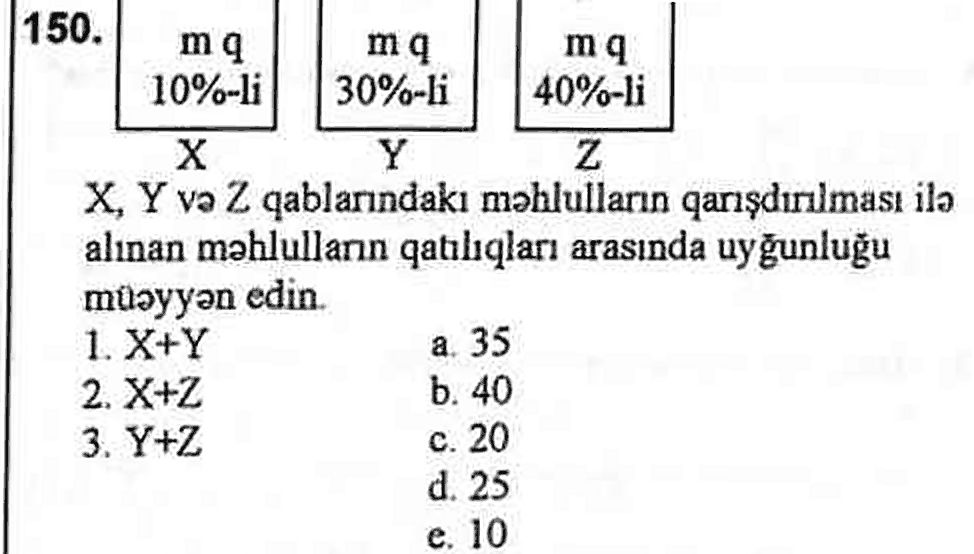 150.
m q m q m q
10%-li 30%-li 40%-li
X Y Z
X, Y və Z qablarındakı məhlulların qarışdırılması ilə
alınan məhlulların qatılıqları arasında uyğunluğu
müəyyən edin.
1. X+Y a. 35
2. X+Z b. 40
3. Y+Z c. 20
d. 25
e. 10